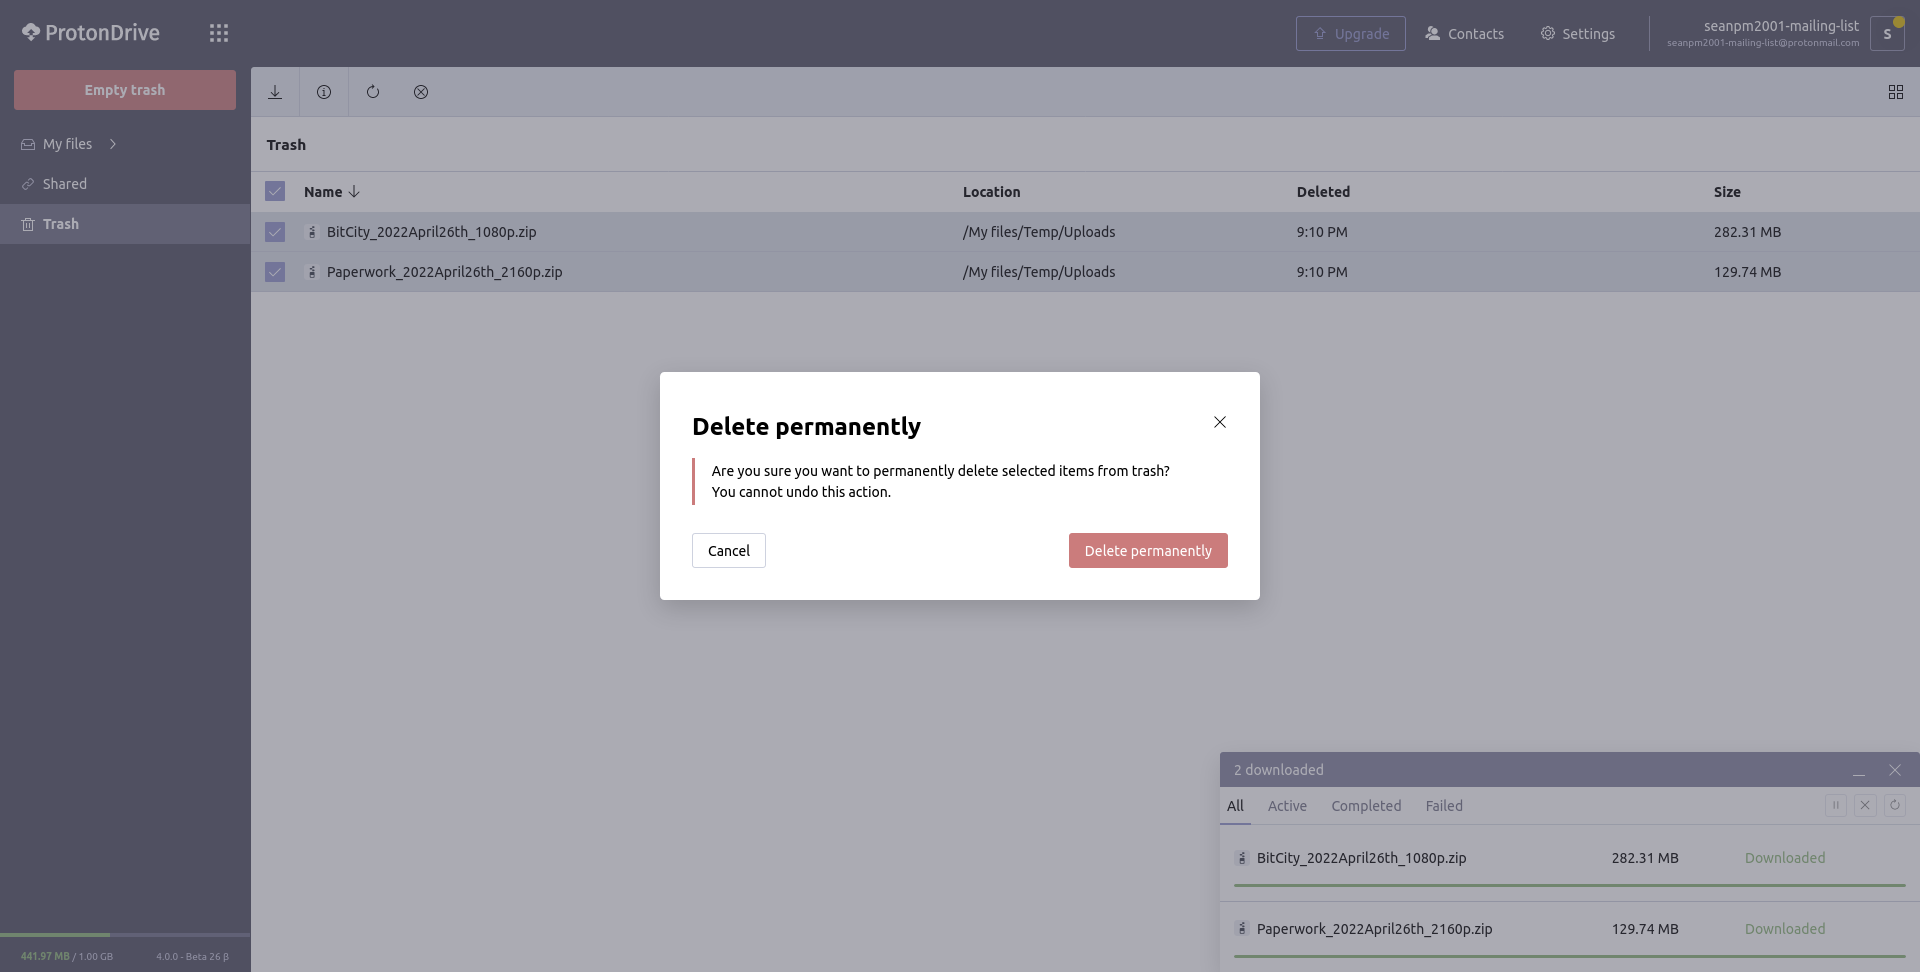 ProtonDrive
Upgrade
Contacts
Settings
seanpm2001-mailing-list
seanpm2001-mailing-list@protonmail.com
S
Empty trash
My files
Shared
Trash
Trash
Name Location Deleted Size
BitCity_2022April26th_1080p.zip /My files/Temp/Uploads 9:10 PM 282.31 MB
Paperwork_2022April26th_2160p.zip /My files/Temp/Uploads 9:10 PM 129.74 MB
Delete permanently
Are you sure you want to permanently delete selected items from trash?
You cannot undo this action.
Cancel Delete permanently
2 downloaded
All Active Completed Failed
BitCity_2022April26th_1080p.zip 282.31 MB Downloaded
Paperwork_2022April26th_2160p.zip 129.74 MB Downloaded
441.97 MB / 1.00 GB 4.0.0 - Beta 26 β